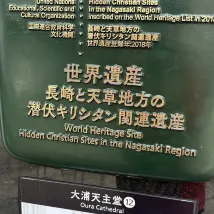 United Nations
Educational, Scientific and
Cultural Organization
国際連合教育科学
文化機関
Hidden Christian Sites
in the Nagasaki Region
inscribed on the World Heritage List in 201
長崎と天草地方の
潜伏キリシタン関連遺産
世界遺産登録年:2018年
世界遺産
長崎と天草地方の
潜伏キリシタン関連遺産
World Heritage Site
Hidden Christian Sites in the Nagasaki Region
大浦天主堂 12
Oura Cathedral